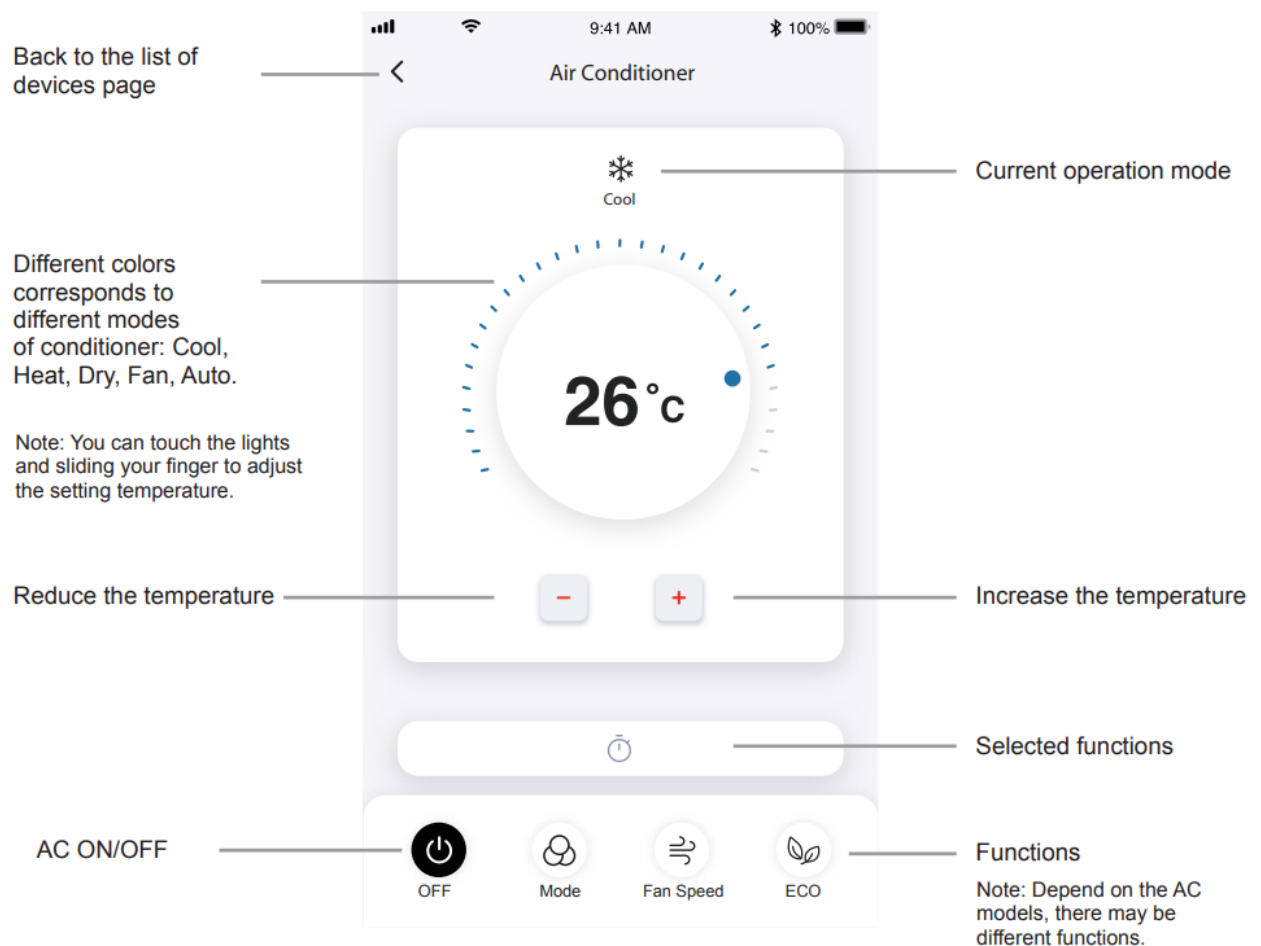 9:41 AM
100%
Back to the list of
devices page
Air Conditioner
Current operation mode
Cool
Different colors
corresponds to
different modes
of conditioner: Cool,
Heat, Dry, Fan, Auto.
26°c
Note: You can touch the lights
and sliding your finger to adjust
the setting temperature.
Reduce the temperature
−
+
Increase the temperature
Selected functions
AC ON/OFF
OFF
Mode
Fan Speed
ECO
Functions
Note: Depend on the AC
models, there may be
different functions.